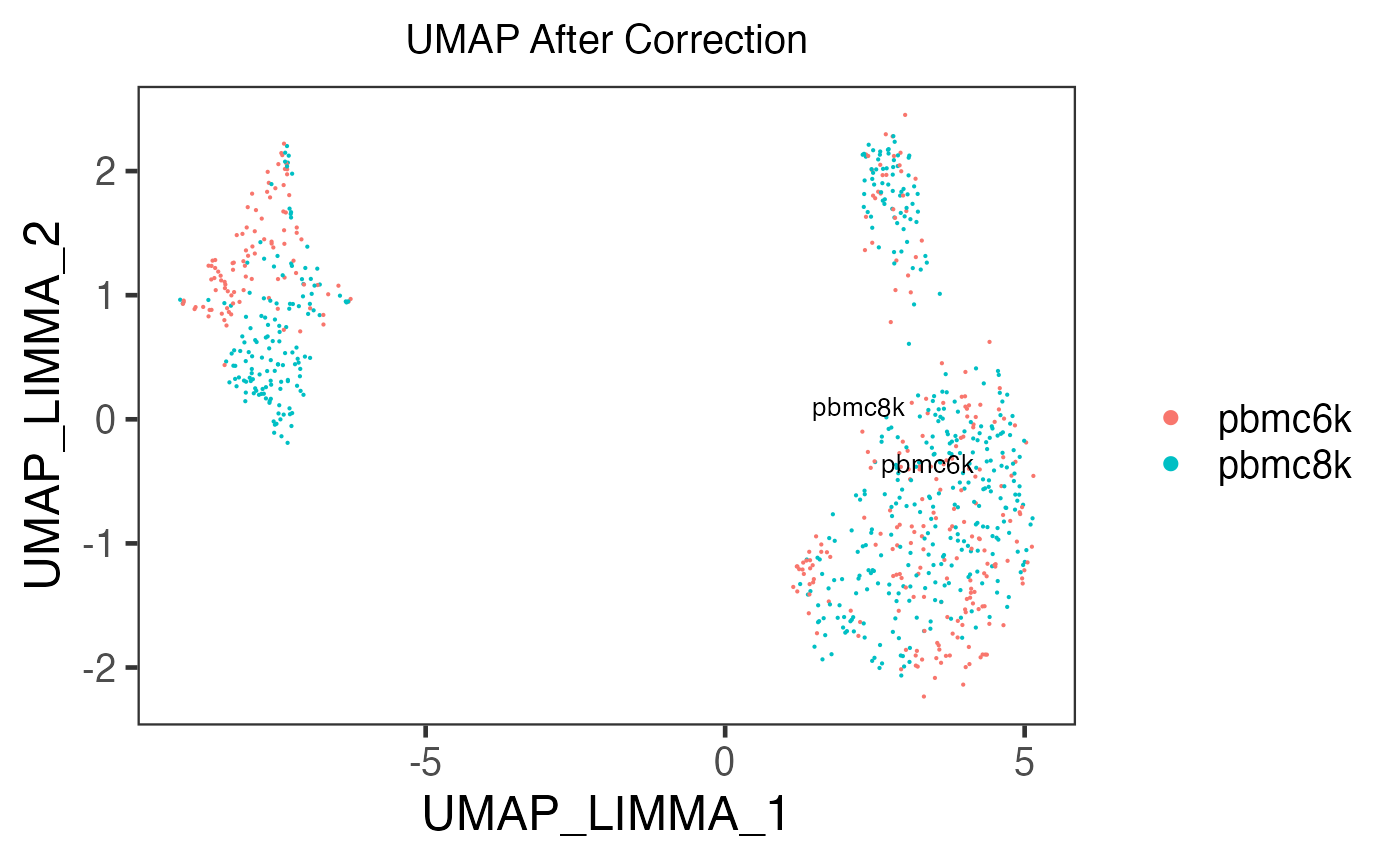 UMAP After Correction
UMAP_LIMMA_2
2
1
0
-1
-2
pbmc8k
pbmc6k
-5
0
5
UMAP_LIMMA_1
pbmc6k
pbmc8k